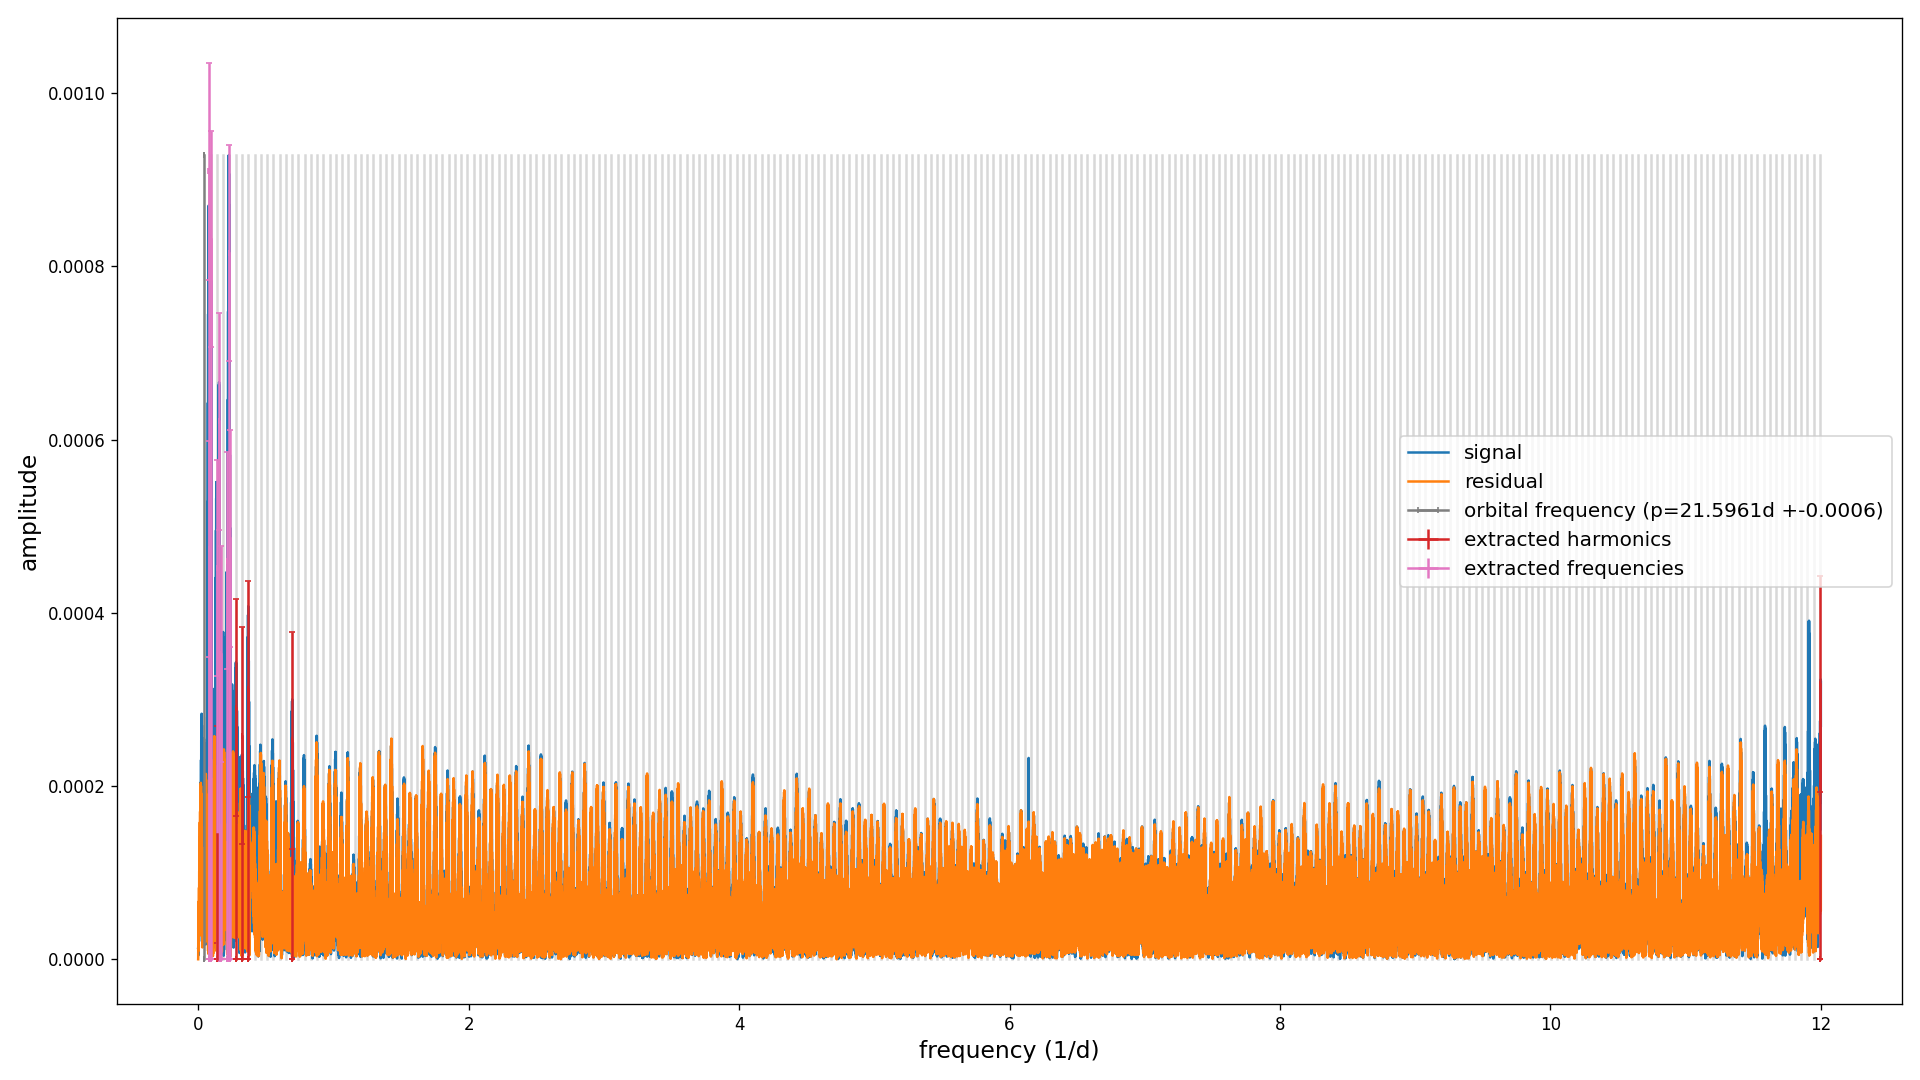 0.0010
0.0008
0.0006
0.0004
0.0002
0.0000
amplitude
signal
residual
orbital frequency (p=21.5961d +-0.0006)
extracted harmonics
extracted frequencies
0 2 4 6 8 10 12
frequency (1/d)